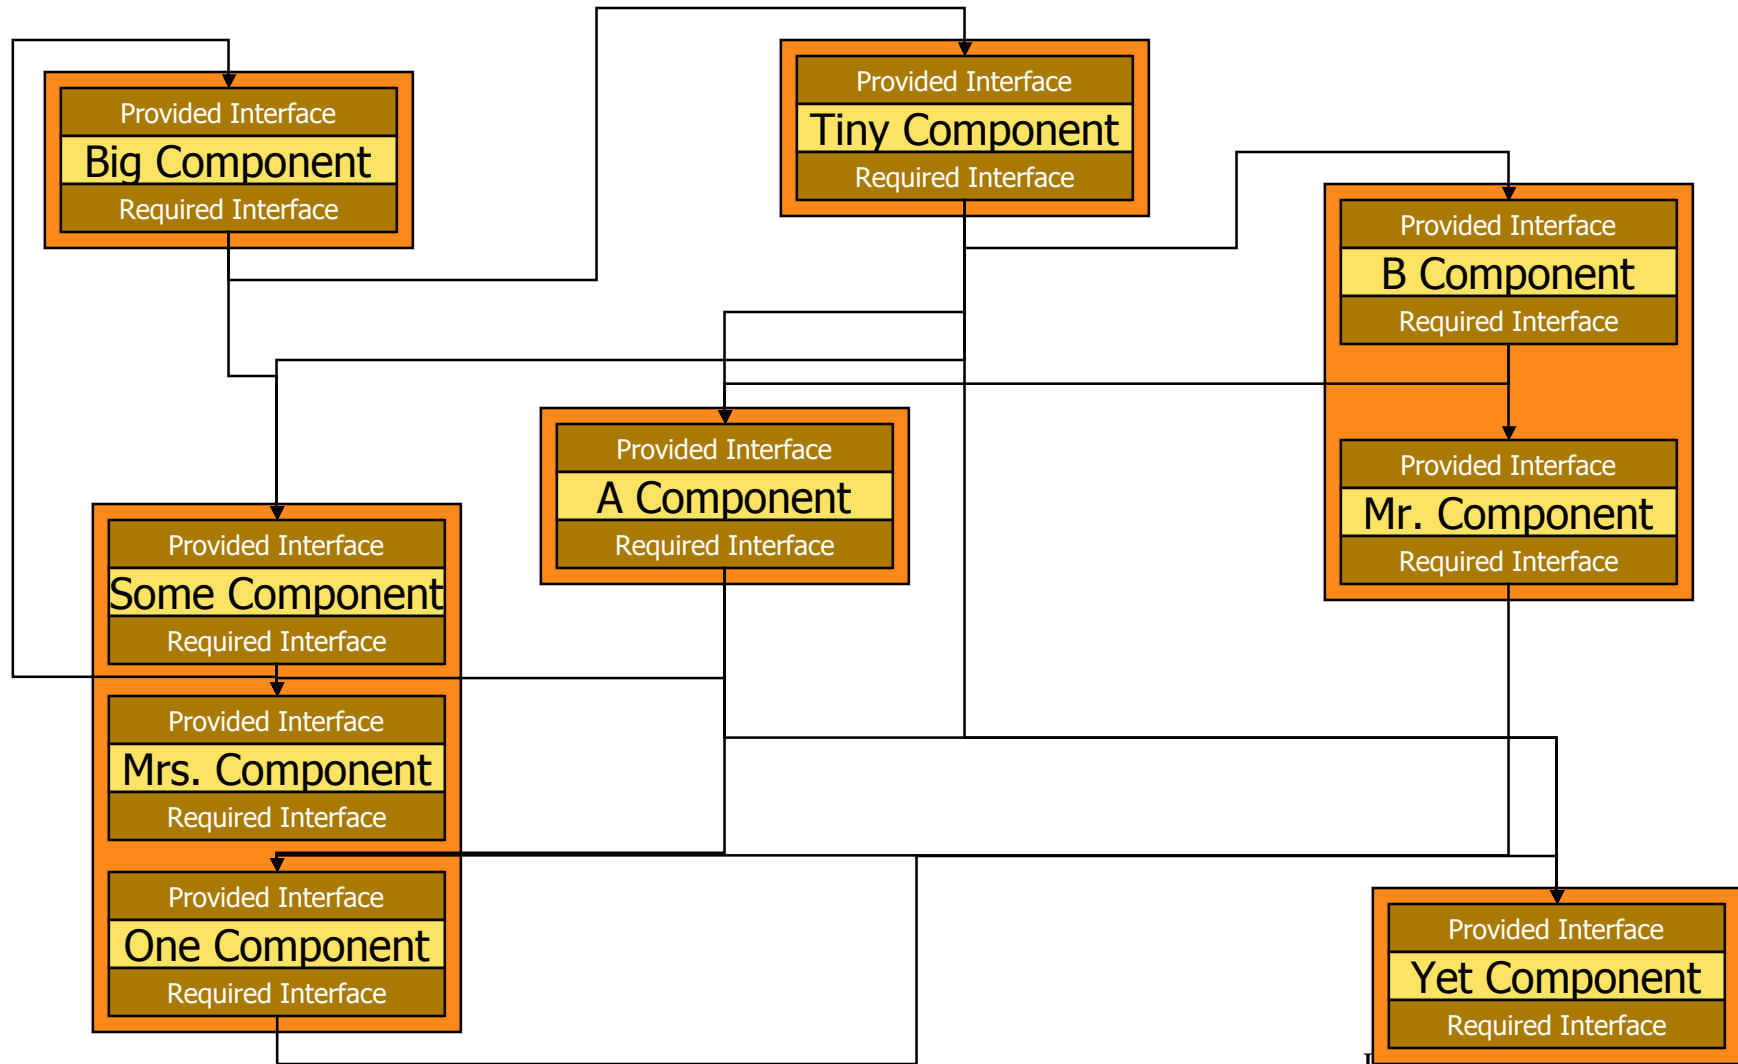 Provided Interface
Big Component
Required Interface
Provided Interface
Tiny Component
Required Interface
Provided Interface
B Component
Required Interface
Provided Interface
A Component
Required Interface
Provided Interface
Mr. Component
Required Interface
Provided Interface
Some Component
Required Interface
Provided Interface
Mrs. Component
Required Interface
Provided Interface
One Component
Required Interface
Provided Interface
Yet Component
Required Interface